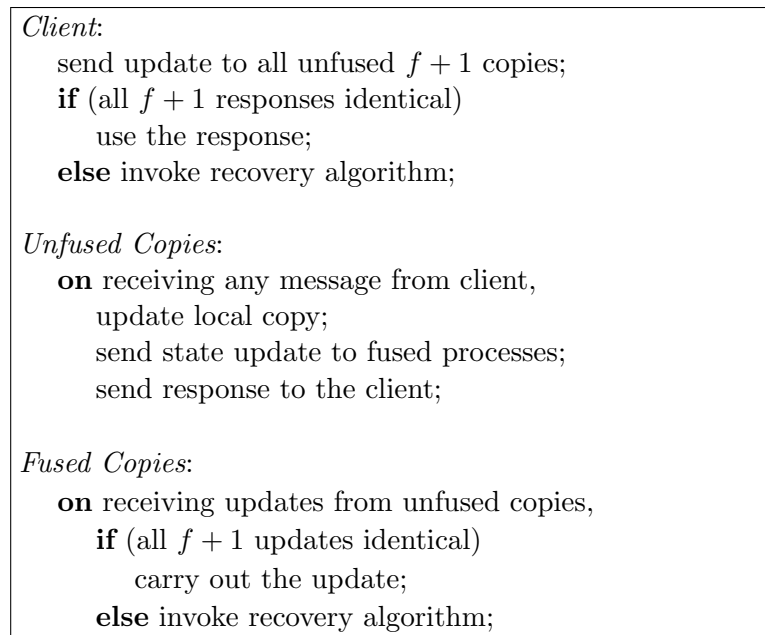 Client:
send update to all unfused f + 1 copies;
if (all f + 1 responses identical)
use the response;
else invoke recovery algorithm;
Unfused Copies:
on receiving any message from client,
update local copy;
send state update to fused processes;
send response to the client;
Fused Copies:
on receiving updates from unfused copies,
if (all f + 1 updates identical)
carry out the update;
else invoke recovery algorithm;